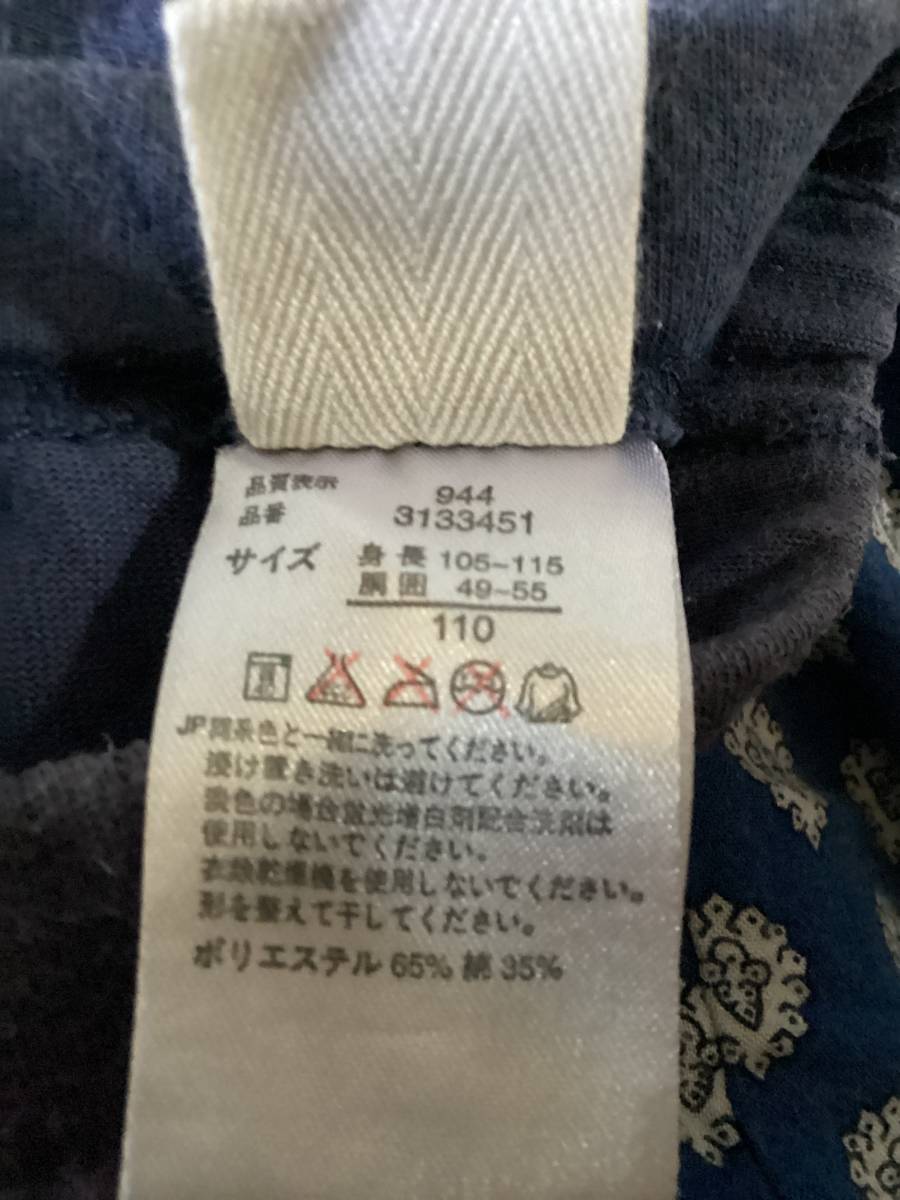 品質表示 944
品番 3133451
サイズ 身長 105~115
胴囲 49~55
110
JP同系色と一緒に洗ってください。
浸け置き洗いは避けてください。
淡色の場合蛍光増白剤配合洗剤は
使用しないでください。
衣類乾燥機を使用しないでください。
形を整えて干してください。
ポリエステル 65% 綿 35%